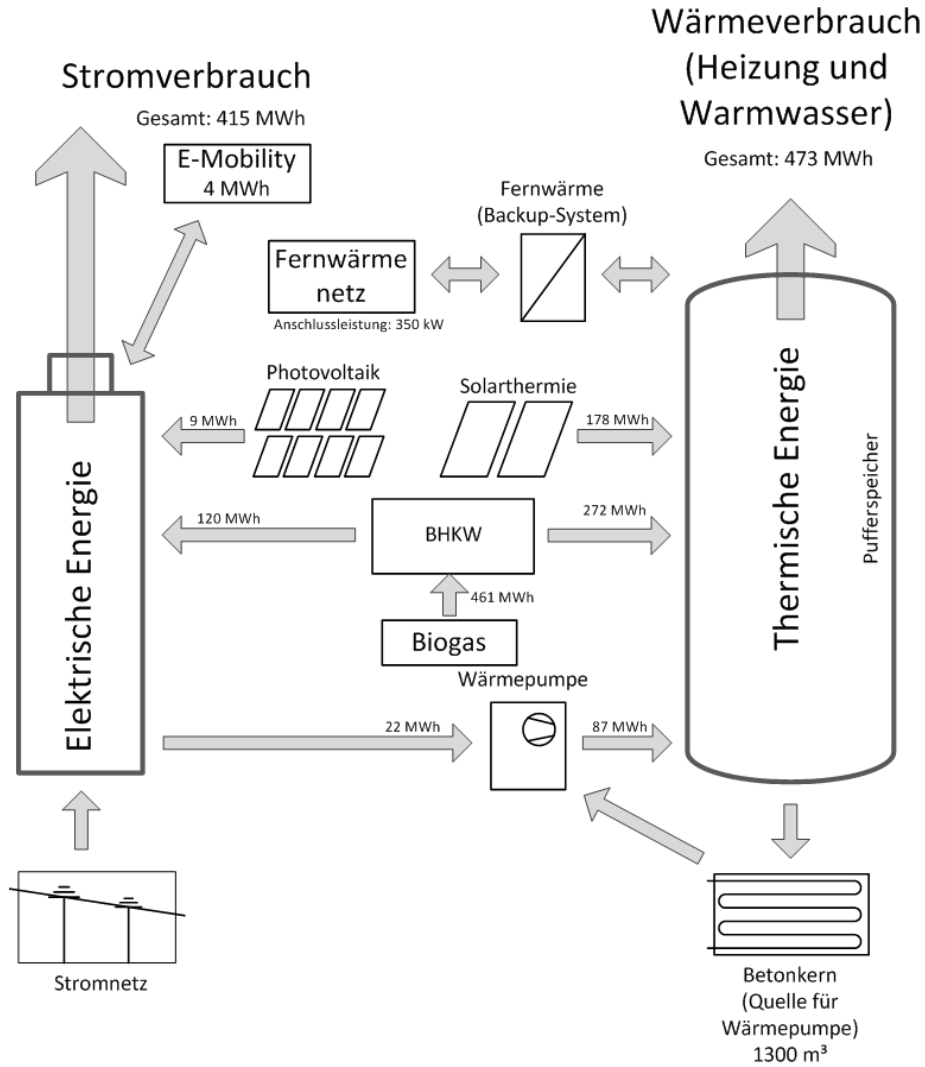 Wärmeverbrauch
(Heizung und
Warmwasser)
Gesamt: 473 MWh
Stromverbrauch
Gesamt: 415 MWh
E-Mobility
4 MWh
Fernwärme
(Backup-System)
Fernwärme
netz
Anschlussleistung: 350 kW
Photovoltaik
Solarthermie
9 MWh
178 MWh
Elektrische Energie
Thermische Energie
Pufferspeicher
120 MWh
BHKW
272 MWh
461 MWh
Biogas
Wärmepumpe
22 MWh
87 MWh
Stromnetz
Betonkern
(Quelle für
Wärmepumpe)
1300 m³